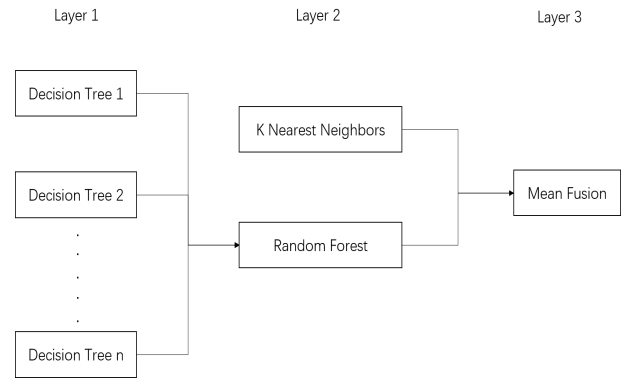 Layer 1
Layer 2
Layer 3
Decision Tree 1
K Nearest Neighbors
Decision Tree 2
Mean Fusion
Random Forest
Decision Tree n